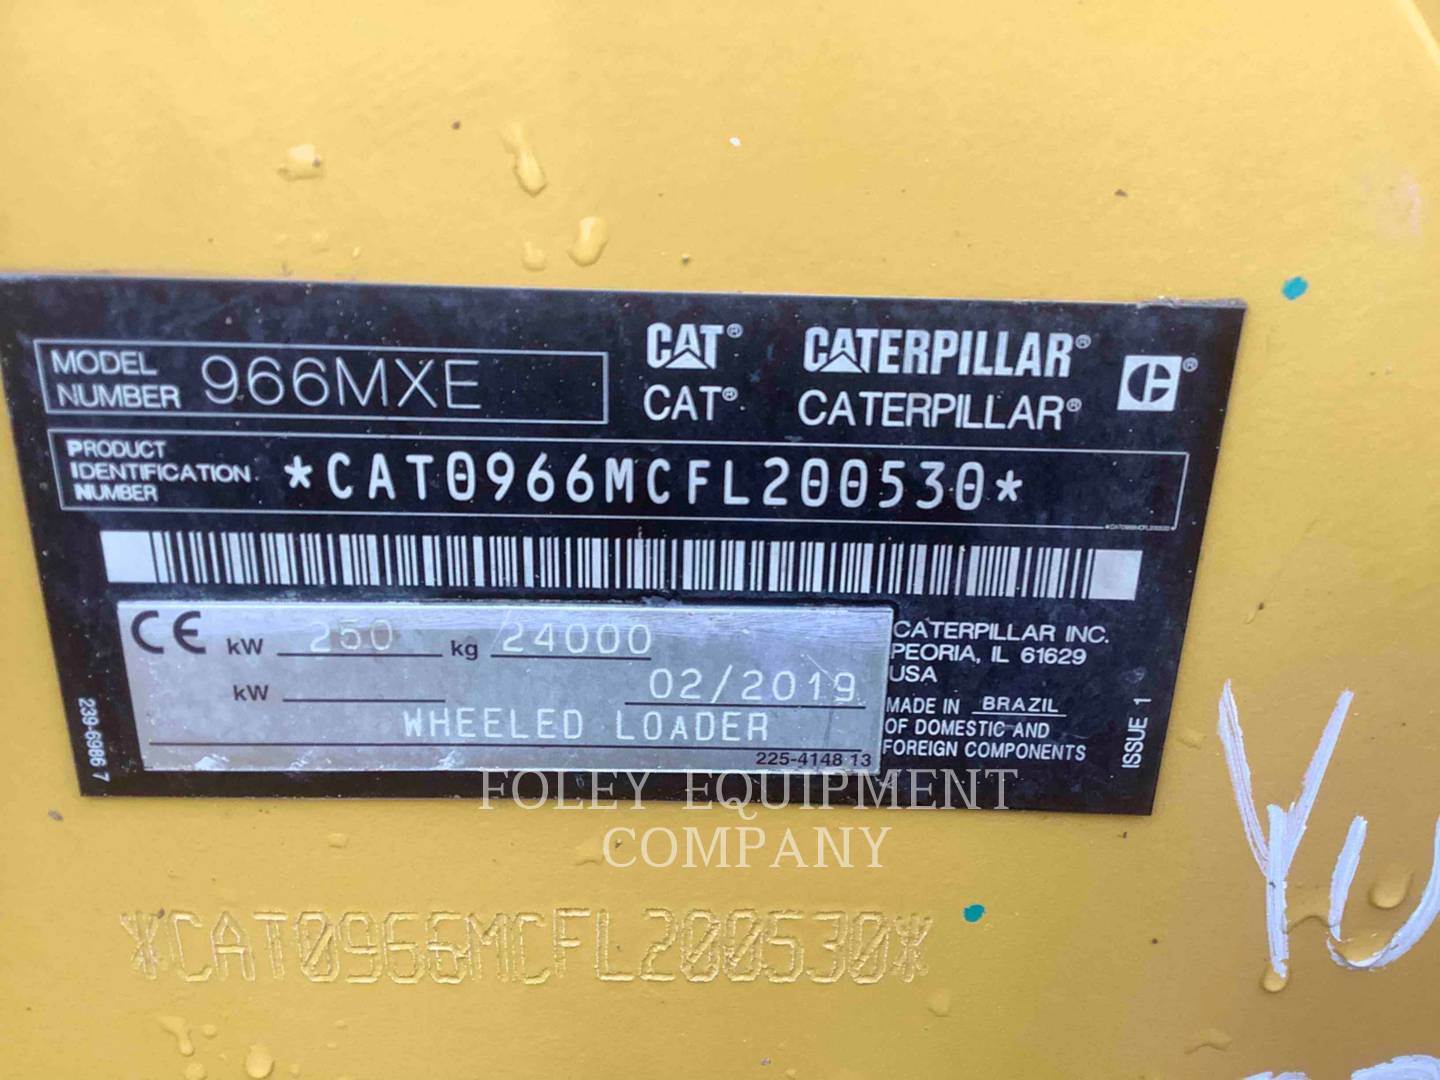 MODEL NUMBER 966MXE
CAT® CATERPILLAR®
CAT® CATERPILLAR®
PRODUCT IDENTIFICATION NUMBER *CAT0966MCFL200530*
*CAT0966MCFL200530*
CE kW 250 kg 24000
kW 02/2019
WHEELED LOADER
225-4148 13
239-6986 7
CATERPILLAR INC.
PEORIA, IL 61629
USA
MADE IN BRAZIL
OF DOMESTIC AND
FOREIGN COMPONENTS
ISSUE 1
FOLEY EQUIPMENT
COMPANY
*CAT0966MCFL200530*